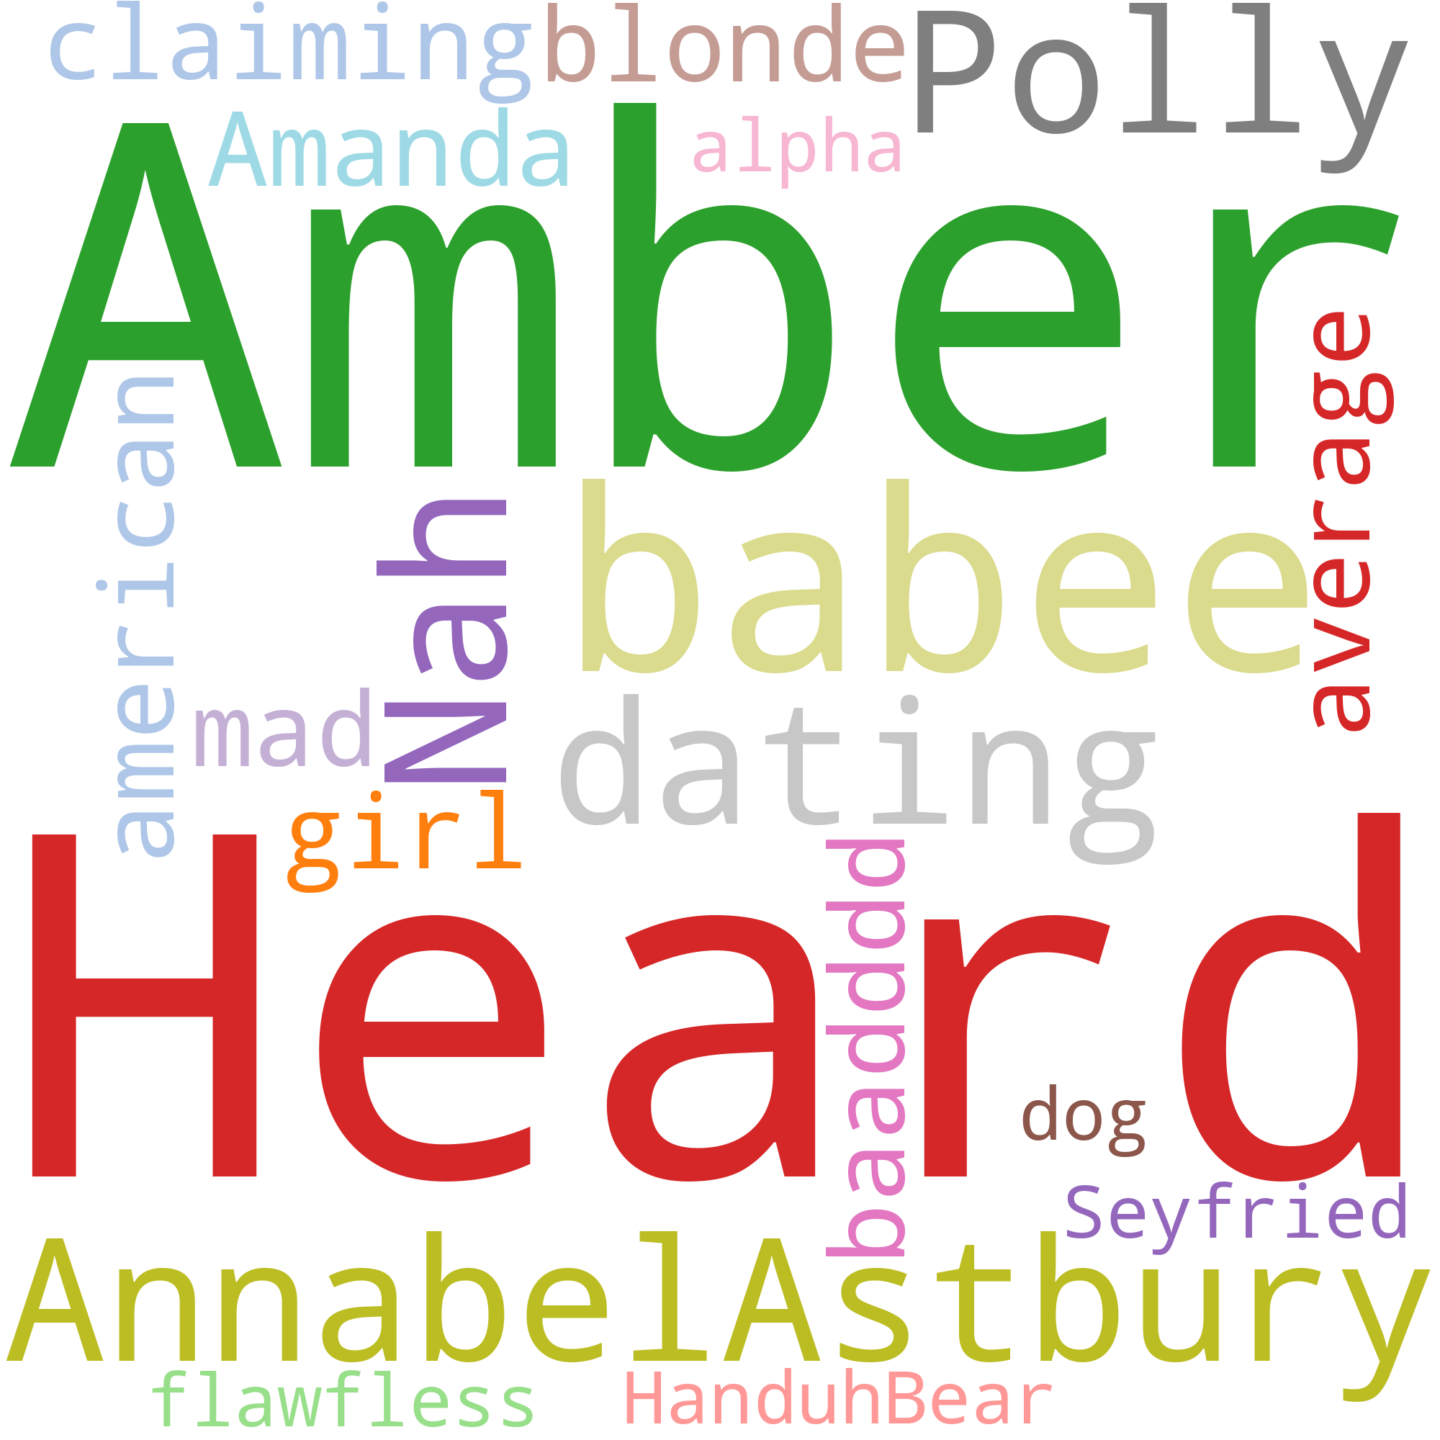 claiming blonde Polly
Amanda alpha
Amber
american
average
Nah
babee
mad
dating
girl
baadddd
Heard
dog
Seyfried
AnnabelAstbury
flawfless
HanduhBear